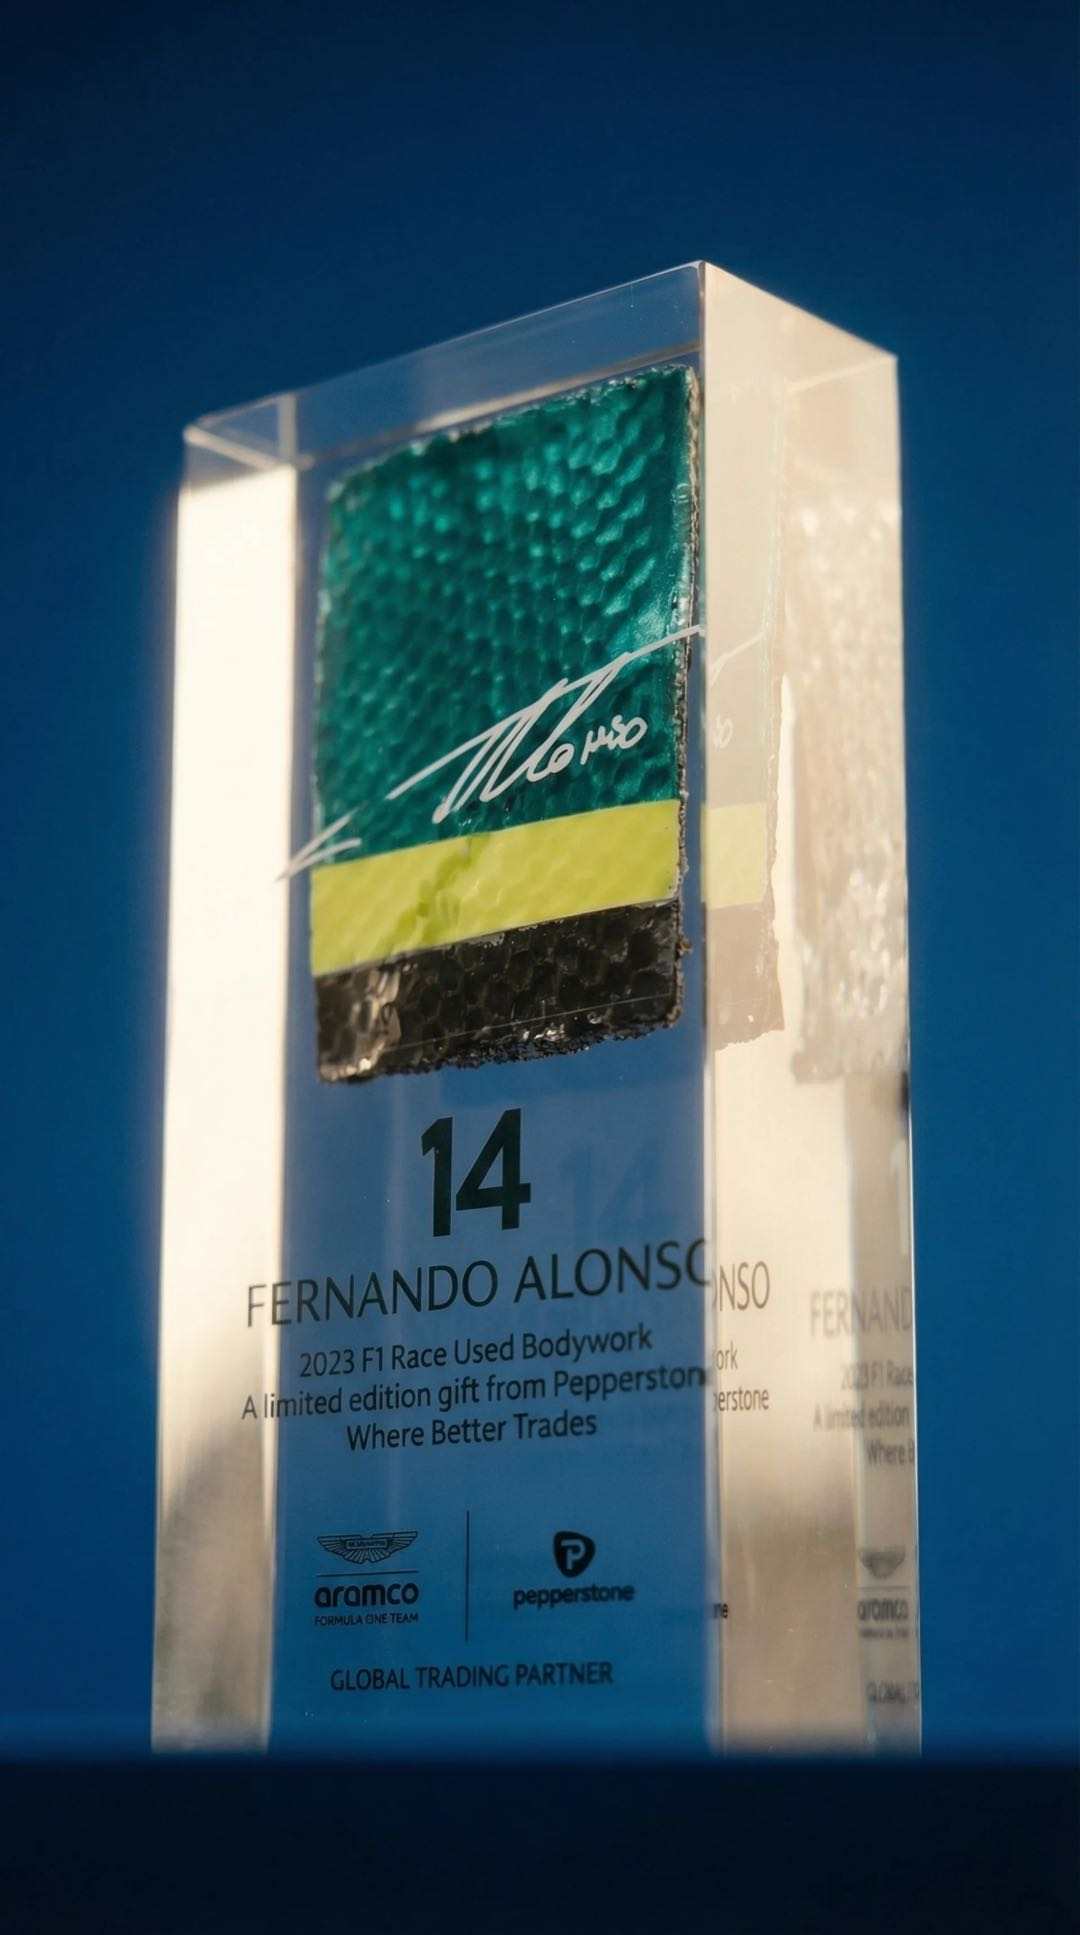 Alonso
14
FERNANDO ALONSO
2023 F1 Race Used Bodywork
A limited edition gift from Pepperstone
Where Better Trades
aramco
FORMULA ONE TEAM
pepperstone
GLOBAL TRADING PARTNER